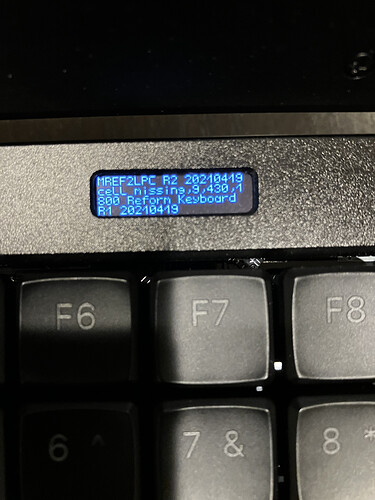 MREF2LPC R2 20210419
cell missing,9,430,1
800 Reform Keyboard
R1 20210419
F6 F7 F8
6 ^ 7 & 8 *